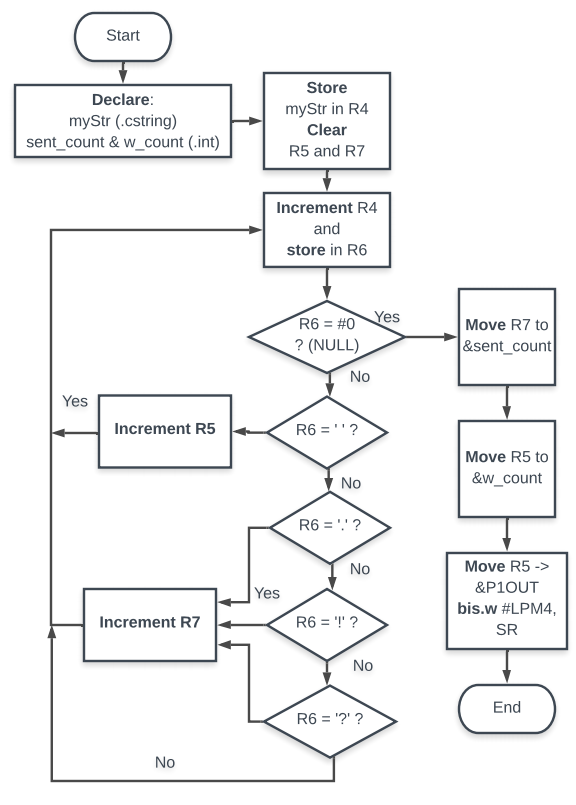 Start
Declare:
myStr (.cstring)
sent_count & w_count (.int)
Store
myStr in R4
Clear
R5 and R7
Increment R4
and
store in R6
R6 = #0
? (NULL)
Yes
Move R7 to
&sent_count
No
Yes
Increment R5
R6 = ' ' ?
Move R5 to
&w_count
No
R6 = '.' ?
No
Move R5 ->
&P1OUT
bis.w #LPM4,
SR
Yes
Increment R7
R6 = '!' ?
No
R6 = '?' ?
End
No